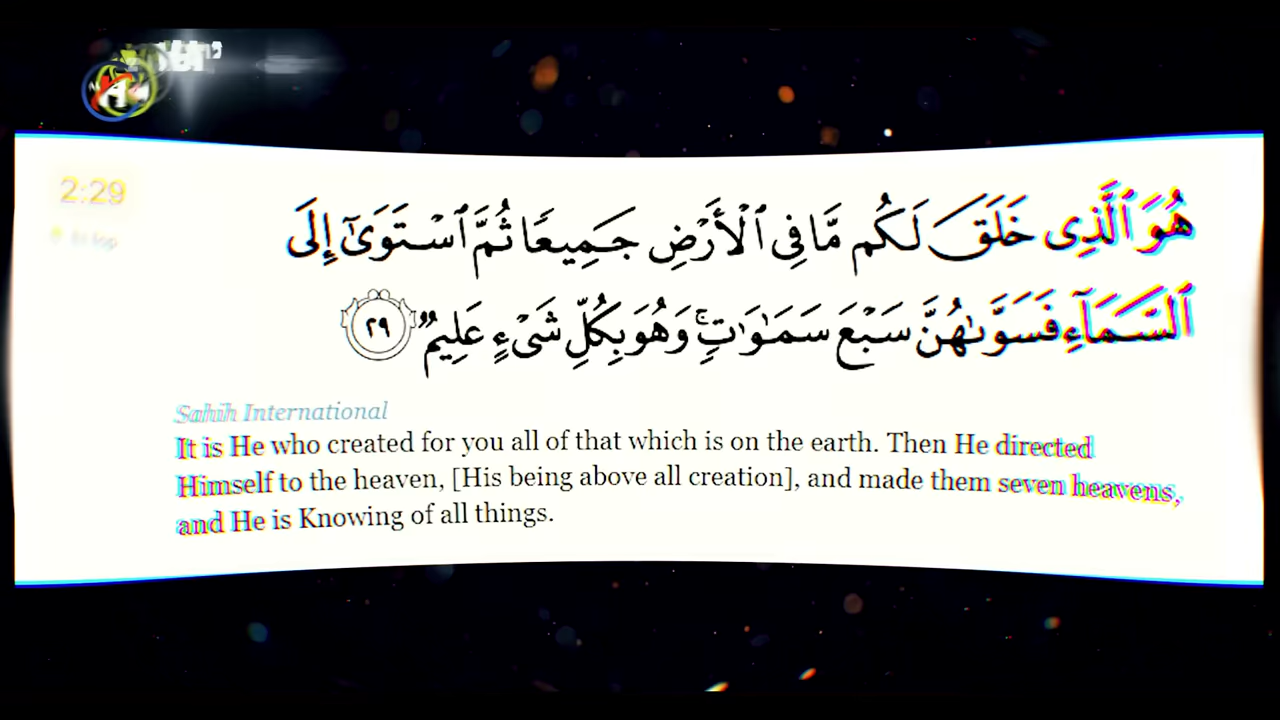 2:29
هُوَ ٱلَّذِى خَلَقَ لَكُم مَّا فِى ٱلْأَرْضِ جَمِيعًا ثُمَّ ٱسْتَوَىٰٓ إِلَى
ٱلسَّمَآءِ فَسَوَّىٰهُنَّ سَبْعَ سَمَـٰوَٰتٍ ۚ وَهُوَ بِكُلِّ شَىْءٍ عَلِيمٌ ٢٩
Sahih International
It is He who created for you all of that which is on the earth. Then He directed
Himself to the heaven, [His being above all creation], and made them seven heavens,
and He is Knowing of all things.